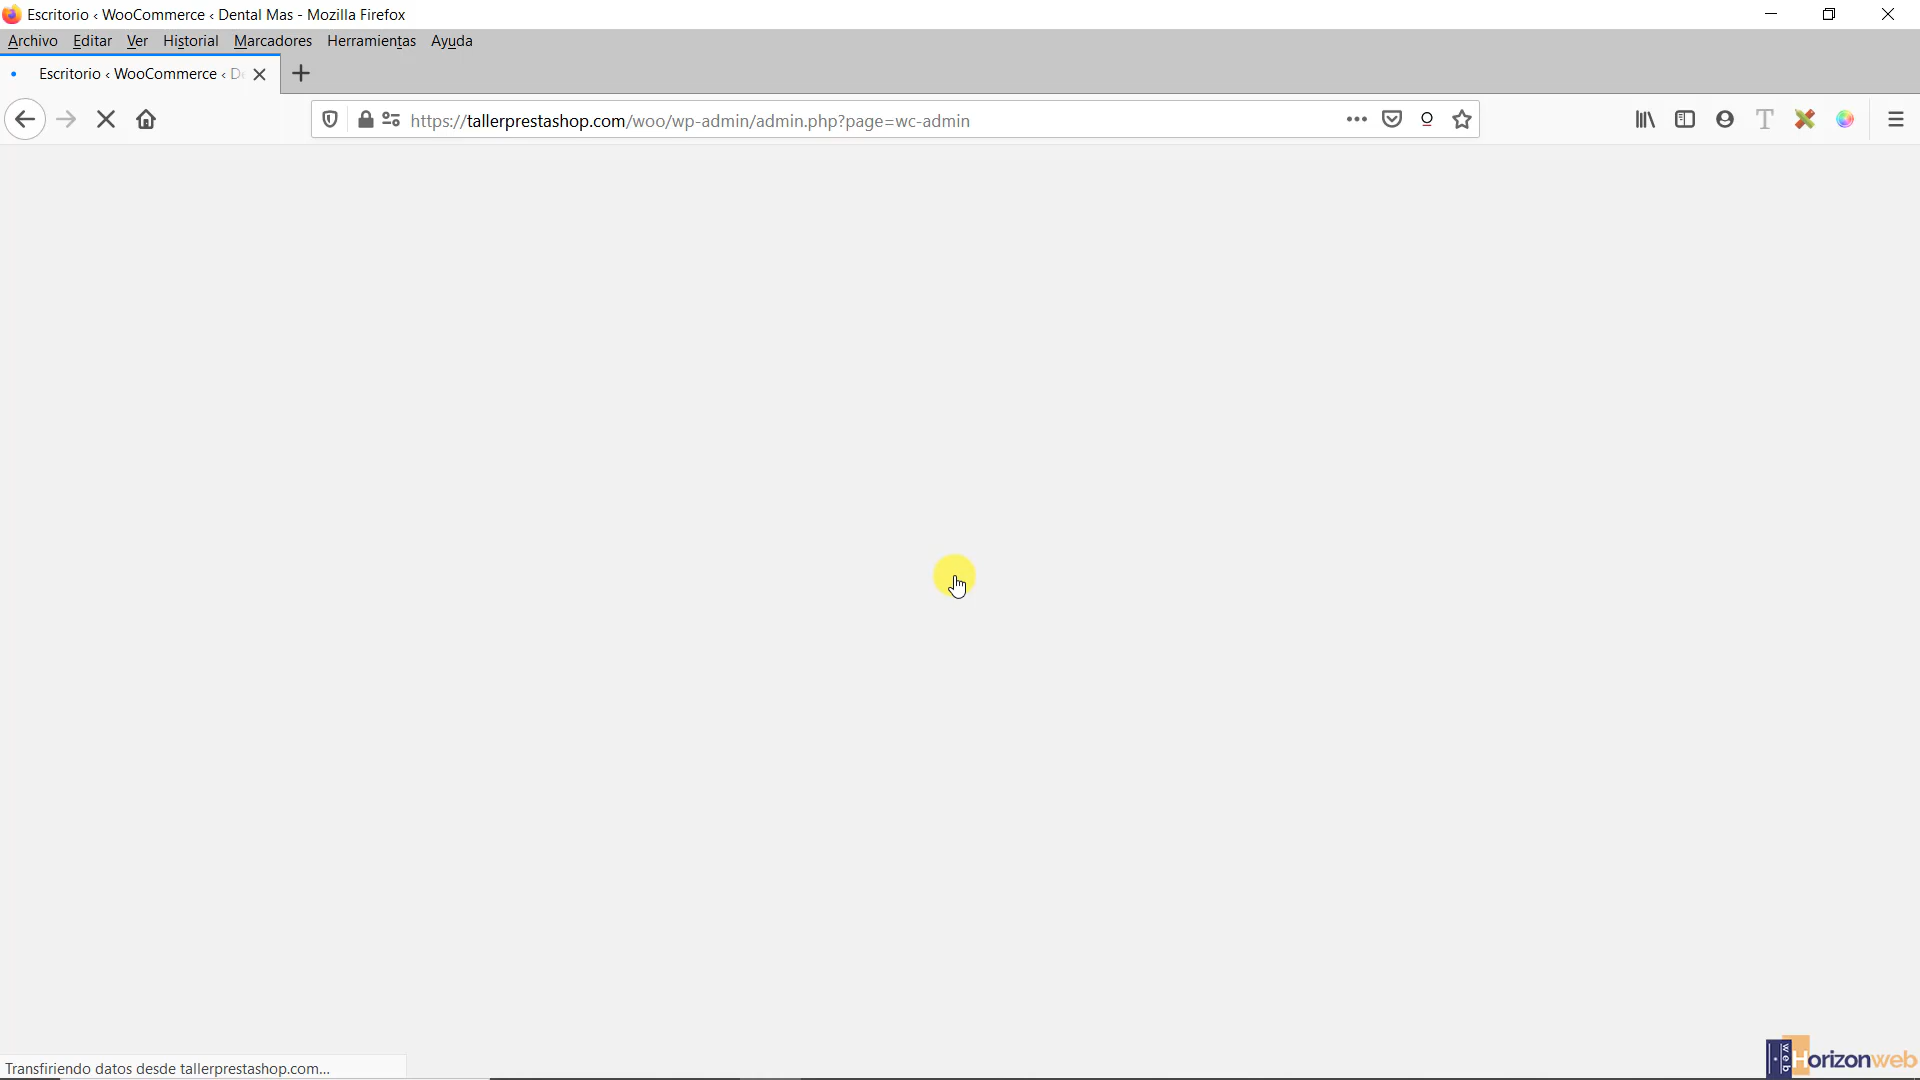 Escritorio ‹ WooCommerce ‹ Dental Mas - Mozilla Firefox
Archivo Editar Ver Historial Marcadores Herramientas Ayuda
Escritorio ‹ WooCommerce ‹ D
https://tallerprestashop.com/woo/wp-admin/admin.php?page=wc-admin
Transfiriendo datos desde tallerprestashop.com...
web Horizonweb